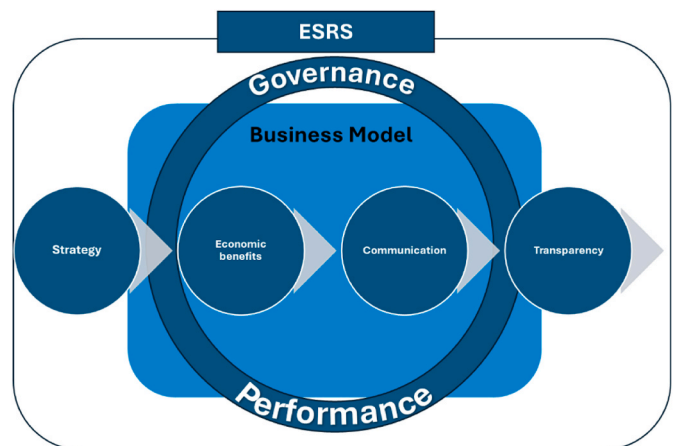 ESRS
Governance
Business Model
Strategy
Economic
benefits
Communication
Transparency
Performance